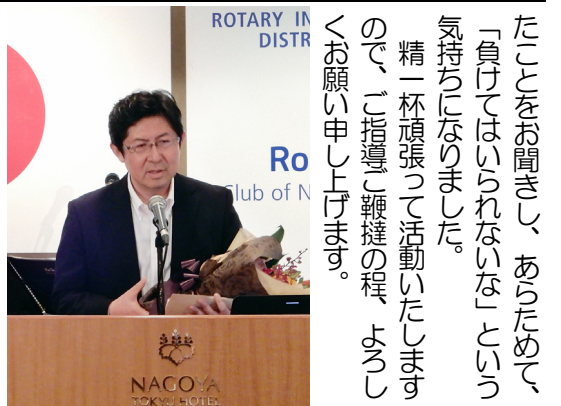 たことをお聞きし、あらためて、
「負けてはいられないな」という
気持ちになりました。
　精一杯頑張って活動いたします
ので、ご指導ご鞭撻の程、よろし
くお願い申し上げます。
ROTARY IN
DISTR
Ro
Club of N
NAGOYA
TOKYU HOTEL